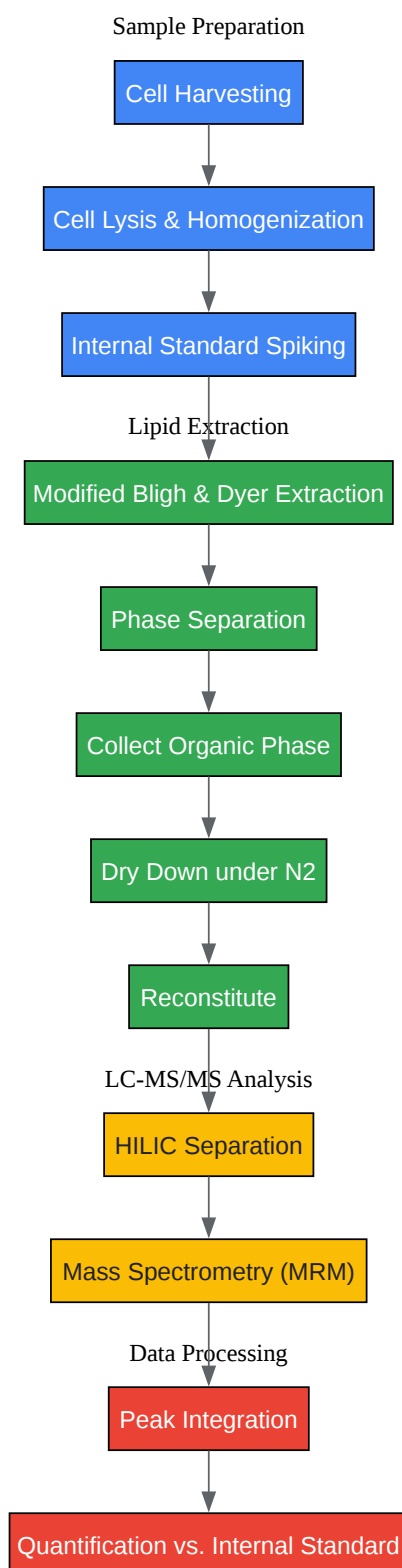 Sample Preparation
Cell Harvesting
Cell Lysis & Homogenization
Internal Standard Spiking
Lipid Extraction
Modified Bligh & Dyer Extraction
Phase Separation
Collect Organic Phase
Dry Down under N2
Reconstitute
LC-MS/MS Analysis
HILIC Separation
Mass Spectrometry (MRM)
Data Processing
Peak Integration
Quantification vs. Internal Standard